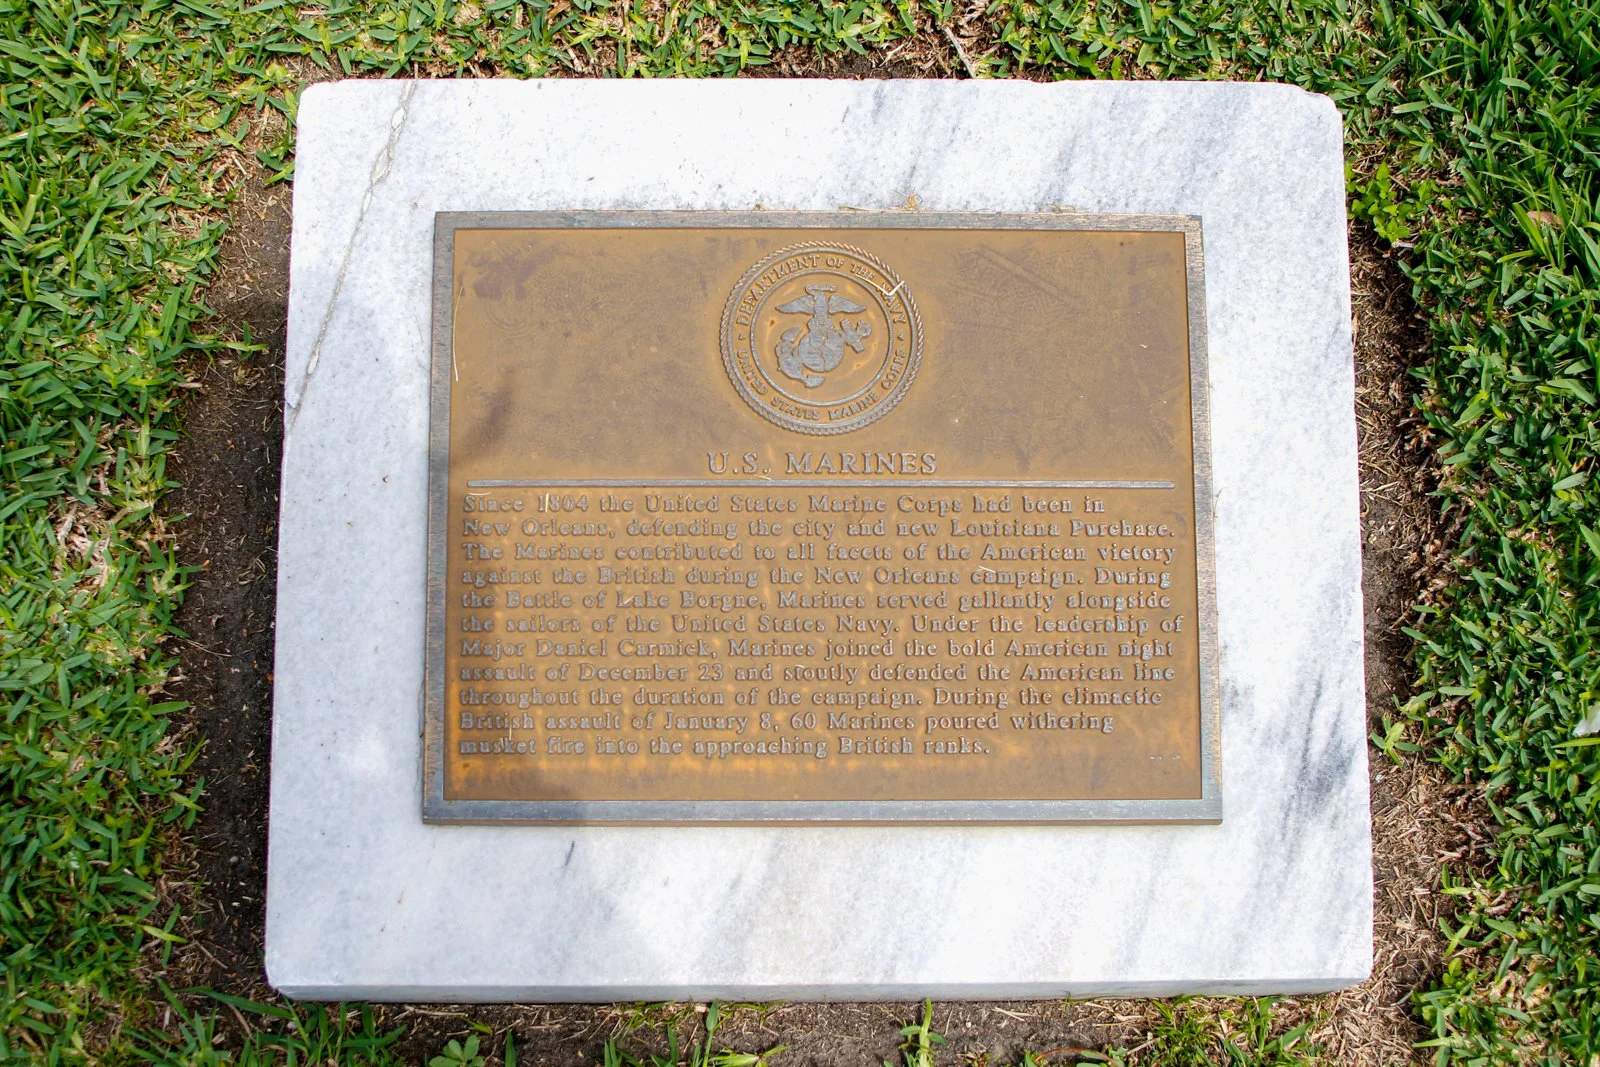 DEPARTMENT OF THE NAVY
UNITED STATES MARINE CORPS
U.S. MARINES
Since 1804 the United States Marine Corps had been in
New Orleans, defending the city and new Louisiana Purchase.
The Marines contributed to all facets of the American victory
against the British during the New Orleans campaign. During
the Battle of Lake Borgne, Marines served gallantly alongside
the sailors of the United States Navy. Under the leadership of
Major Daniel Carmick, Marines joined the bold American night
assault of December 23 and stoutly defended the American line
throughout the duration of the campaign. During the climactic
British assault of January 8, 60 Marines poured withering
musket fire into the approaching British ranks.